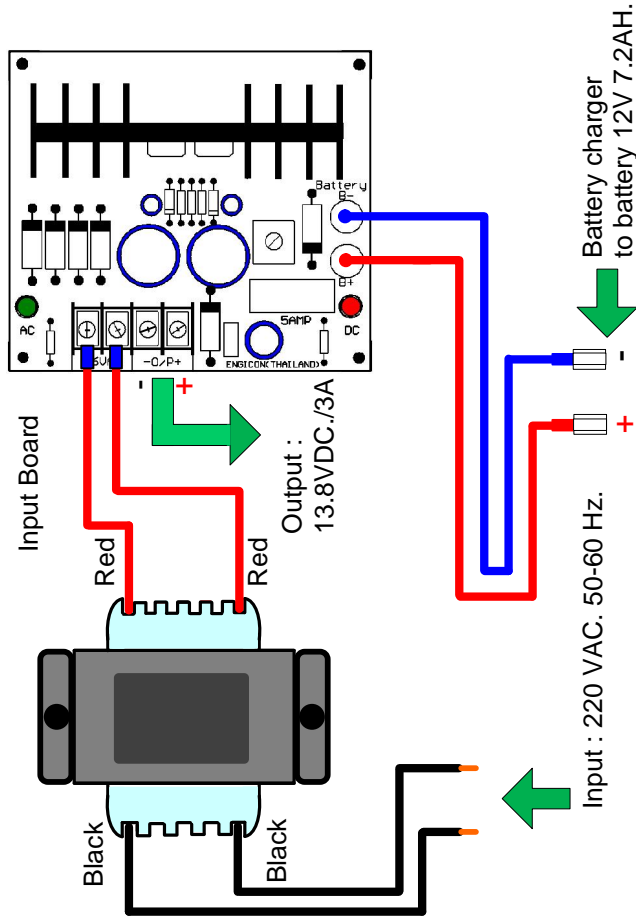 Battery
B-
B+
5AMP
AC
DC
-O/P+
ENGICON(THAILAND)
-
+
Input Board
Output :
13.8VDC./3A
Red
Red
Black
Black
Input : 220 VAC. 50-60 Hz.
+
-
Battery charger
to battery 12V 7.2AH.